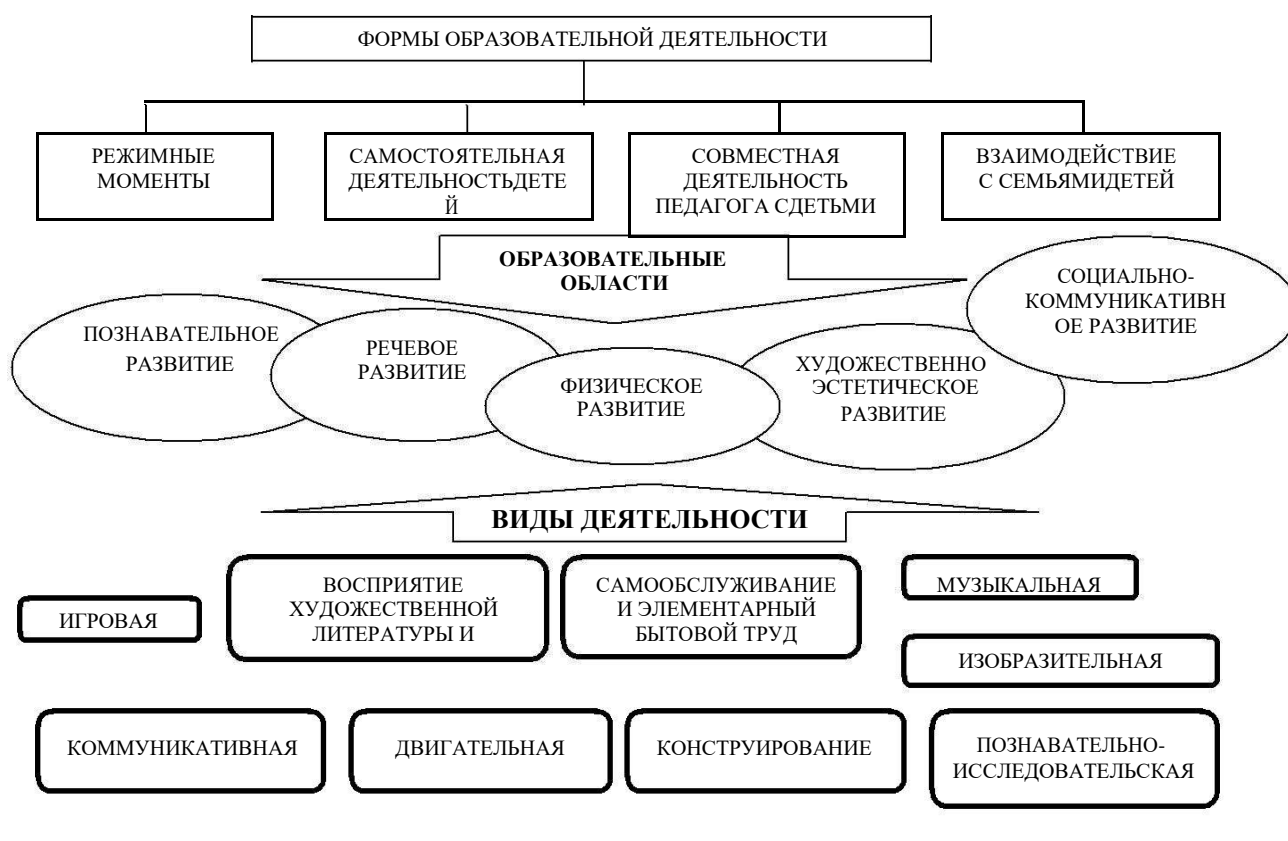 ФОРМЫ ОБРАЗОВАТЕЛЬНОЙ ДЕЯТЕЛЬНОСТИ
РЕЖИМНЫЕ
МОМЕНТЫ
САМОСТОЯТЕЛЬНАЯ
ДЕЯТЕЛЬНОСТЬДЕТЕ
Й
СОВМЕСТНАЯ
ДЕЯТЕЛЬНОСТЬ
ПЕДАГОГА СДЕТЬМИ
ВЗАИМОДЕЙСТВИЕ
С СЕМЬЯМИДЕТЕЙ
ОБРАЗОВАТЕЛЬНЫЕ
ОБЛАСТИ
ПОЗНАВАТЕЛЬНОЕ
РАЗВИТИЕ
РЕЧЕВОЕ
РАЗВИТИЕ
ФИЗИЧЕСКОЕ
РАЗВИТИЕ
ХУДОЖЕСТВЕННО
ЭСТЕТИЧЕСКОЕ
РАЗВИТИЕ
СОЦИАЛЬНО-
КОММУНИКАТИВН
ОЕ РАЗВИТИЕ
ВИДЫ ДЕЯТЕЛЬНОСТИ
ИГРОВАЯ
ВОСПРИЯТИЕ
ХУДОЖЕСТВЕННОЙ
ЛИТЕРАТУРЫ И
САМООБСЛУЖИВАНИЕ
И ЭЛЕМЕНТАРНЫЙ
БЫТОВОЙ ТРУД
МУЗЫКАЛЬНАЯ
ИЗОБРАЗИТЕЛЬНАЯ
КОММУНИКАТИВНАЯ
ДВИГАТЕЛЬНАЯ
КОНСТРУИРОВАНИЕ
ПОЗНАВАТЕЛЬНО-
ИССЛЕДОВАТЕЛЬСКАЯ